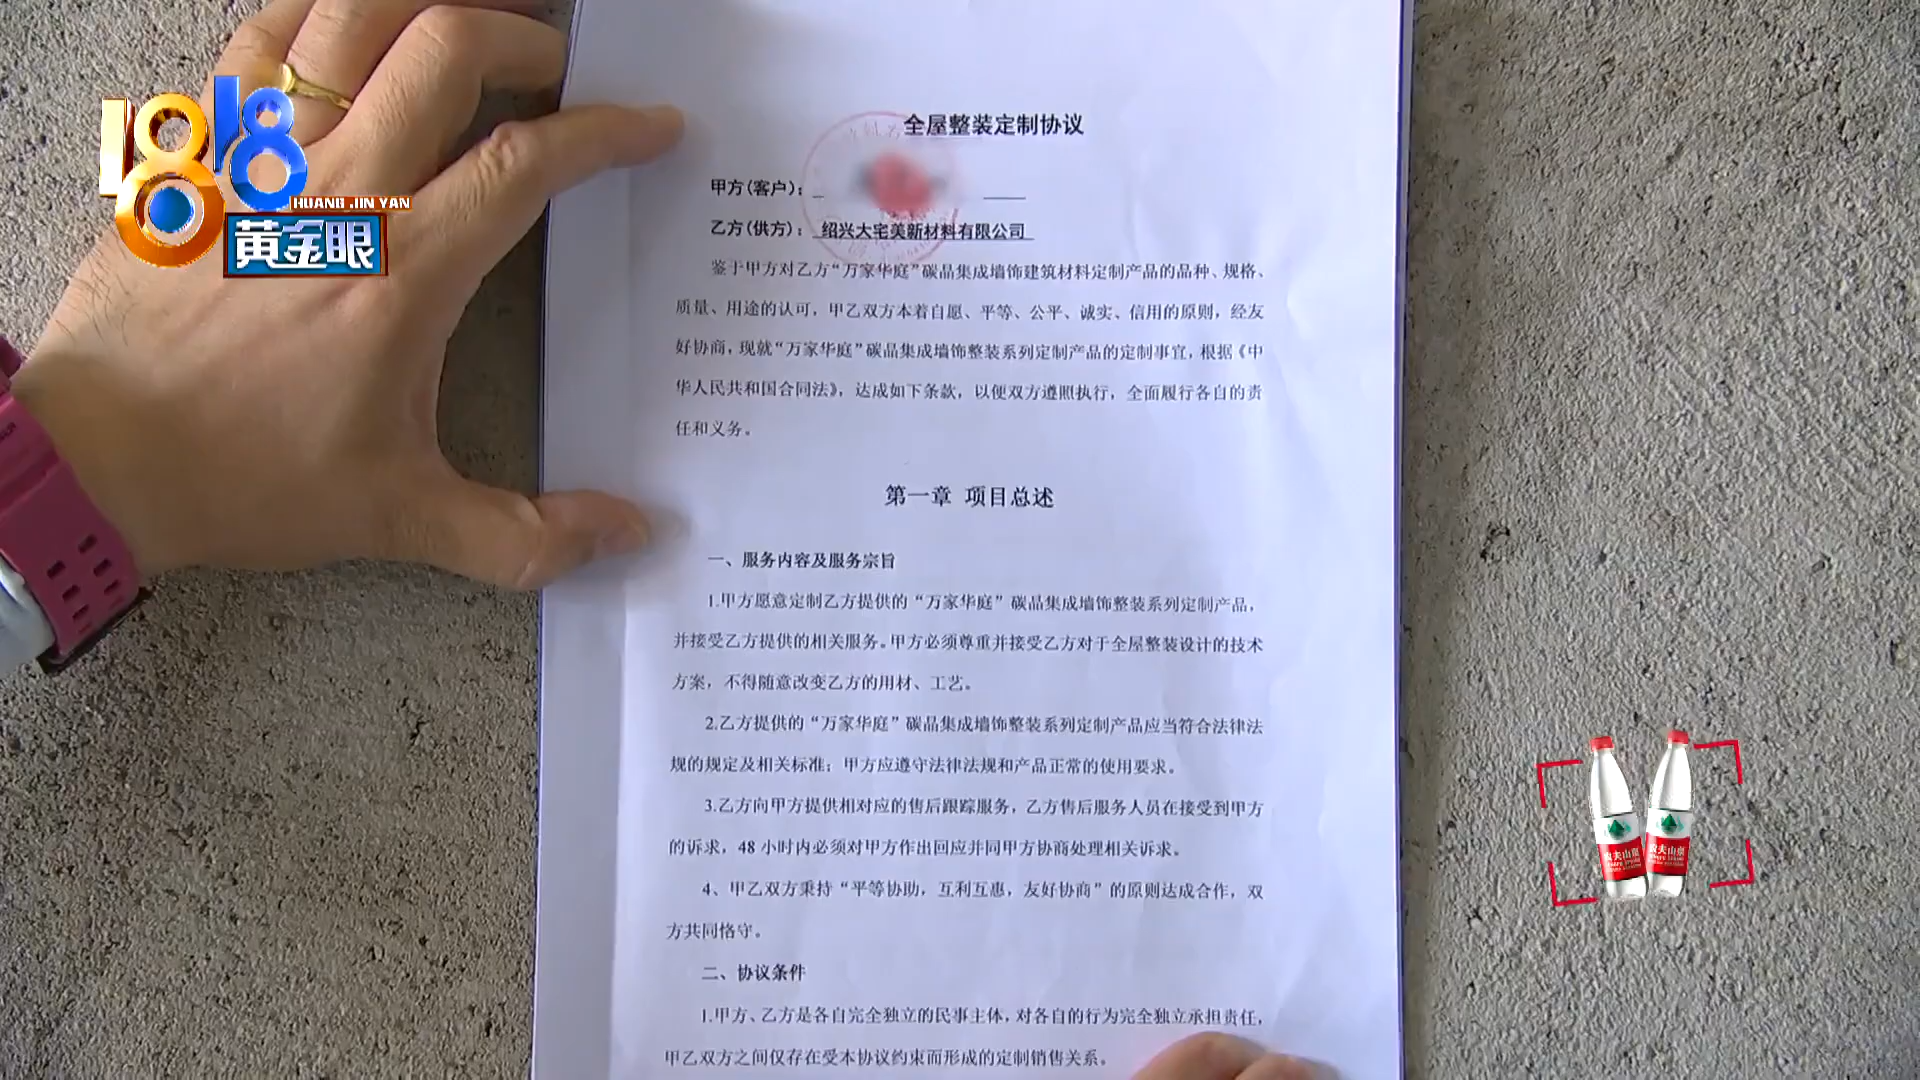 1818
HUANG JIN YAN
黄金眼
全屋整装定制协议
甲方(客户):
乙方(供方): 绍兴大宅美新材料有限公司
鉴于甲方对乙方“万家华庭”碳晶集成墙饰建筑材料定制产品的品种、规格、
质量、用途的认可，甲乙双方本着自愿、平等、公平、诚实、信用的原则，经友
好协商，现就“万家华庭”碳晶集成墙饰整装系列定制产品的定制事宜，根据《中
华人民共和国合同法》，达成如下条款，以便双方遵照执行，全面履行各自的责
任和义务。
第一章 项目总述
一、服务内容及服务宗旨
1.甲方愿意定制乙方提供的“万家华庭”碳晶集成墙饰整装系列定制产品，
并接受乙方提供的相关服务。甲方必须尊重并接受乙方对于全屋整装设计的技术
方案，不得随意改变乙方的用材、工艺。
2.乙方提供的“万家华庭”碳晶集成墙饰整装系列定制产品应当符合法律法
规的规定及相关标准；甲方应遵守法律法规和产品正常的使用要求。
3.乙方向甲方提供相对应的售后跟踪服务，乙方售后服务人员在接受到甲方
的诉求，48 小时内必须对甲方作出回应并同甲方协商处理相关诉求。
4、甲乙双方秉持“平等协助，互利互惠，友好协商”的原则达成合作，双
方共同恪守。
二、协议条件
1.甲方、乙方是各自完全独立的民事主体，对各自的行为完全独立承担责任，
甲乙双方之间仅存在受本协议约束而形成的定制销售关系。
农夫山泉
农夫山泉